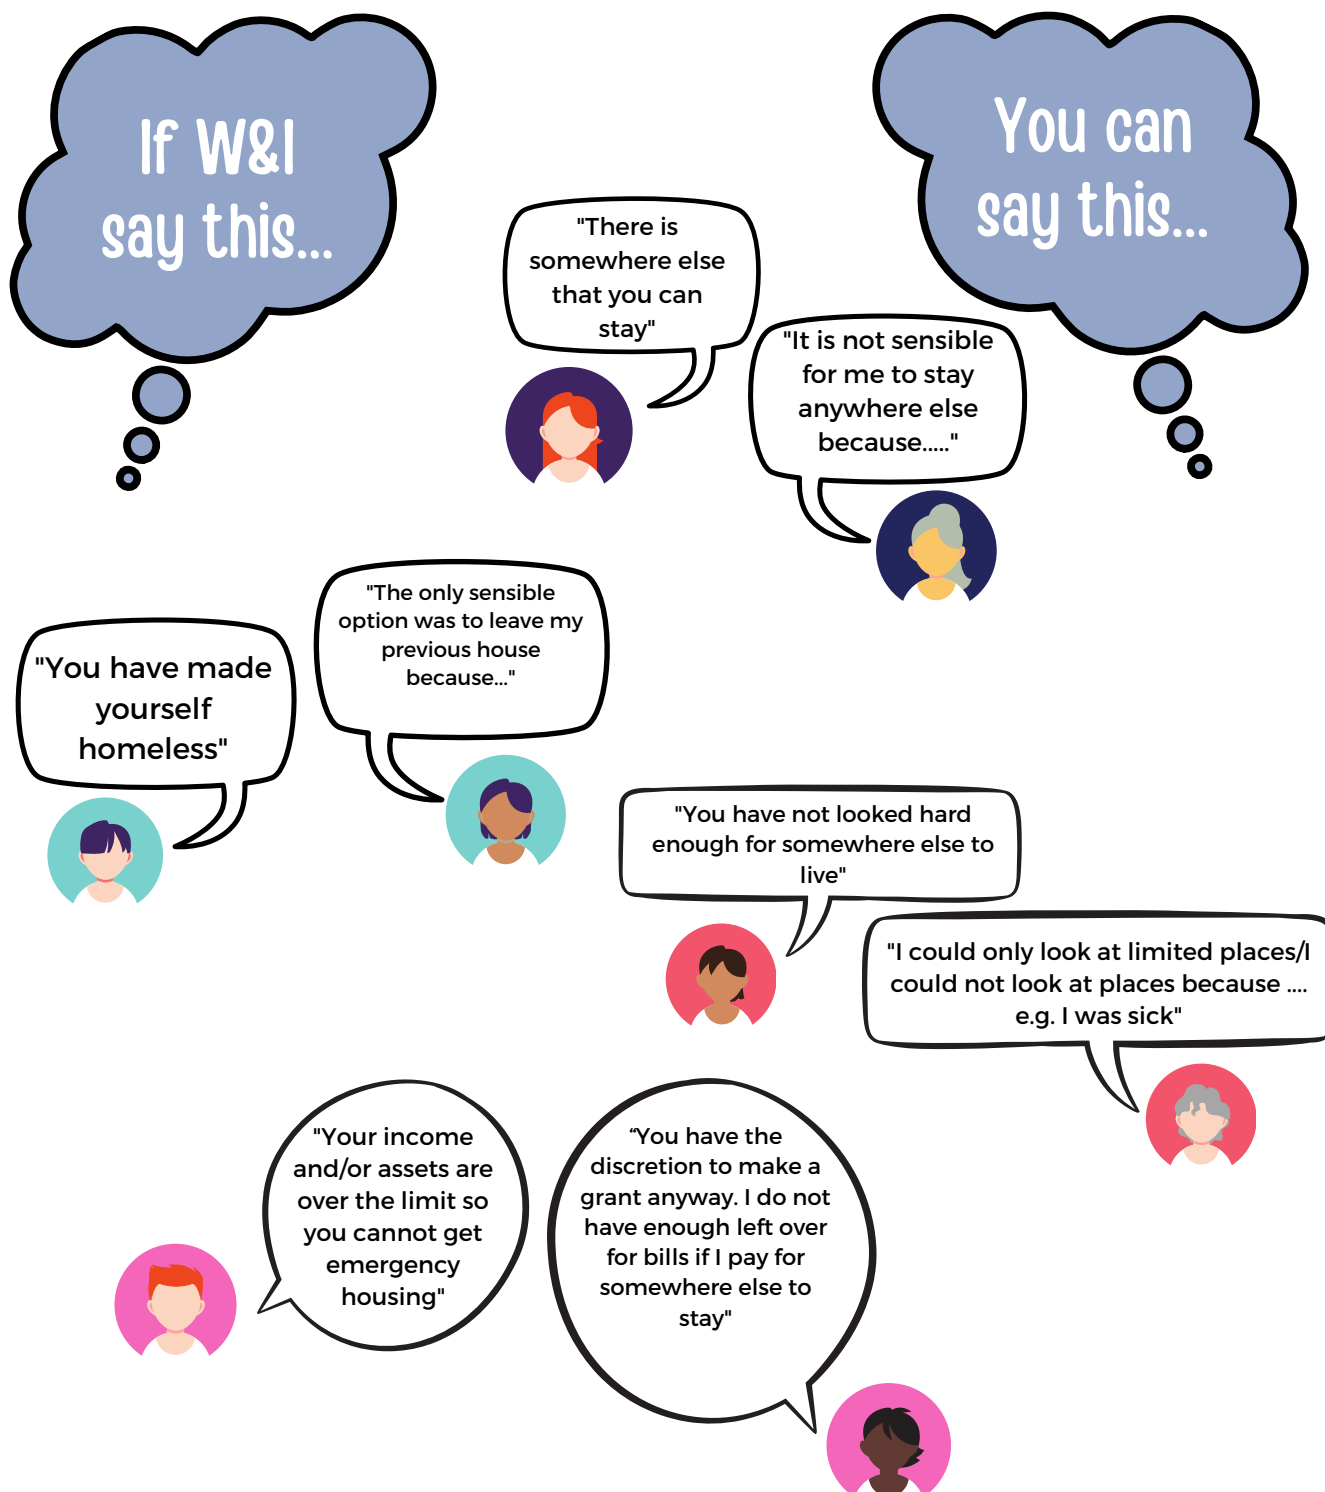 If W&I
say this...
You can
say this...
"There is
somewhere else
that you can
stay"
"It is not sensible
for me to stay
anywhere else
because....."
"You have made
yourself
homeless"
"The only sensible
option was to leave my
previous house
because..."
"You have not looked hard
enough for somewhere else to
live"
"I could only look at limited places/I
could not look at places because ....
e.g. I was sick"
"Your income
and/or assets are
over the limit so
you cannot get
emergency
housing"
“You have the
discretion to make a
grant anyway. I do not
have enough left over
for bills if I pay for
somewhere else to
stay"